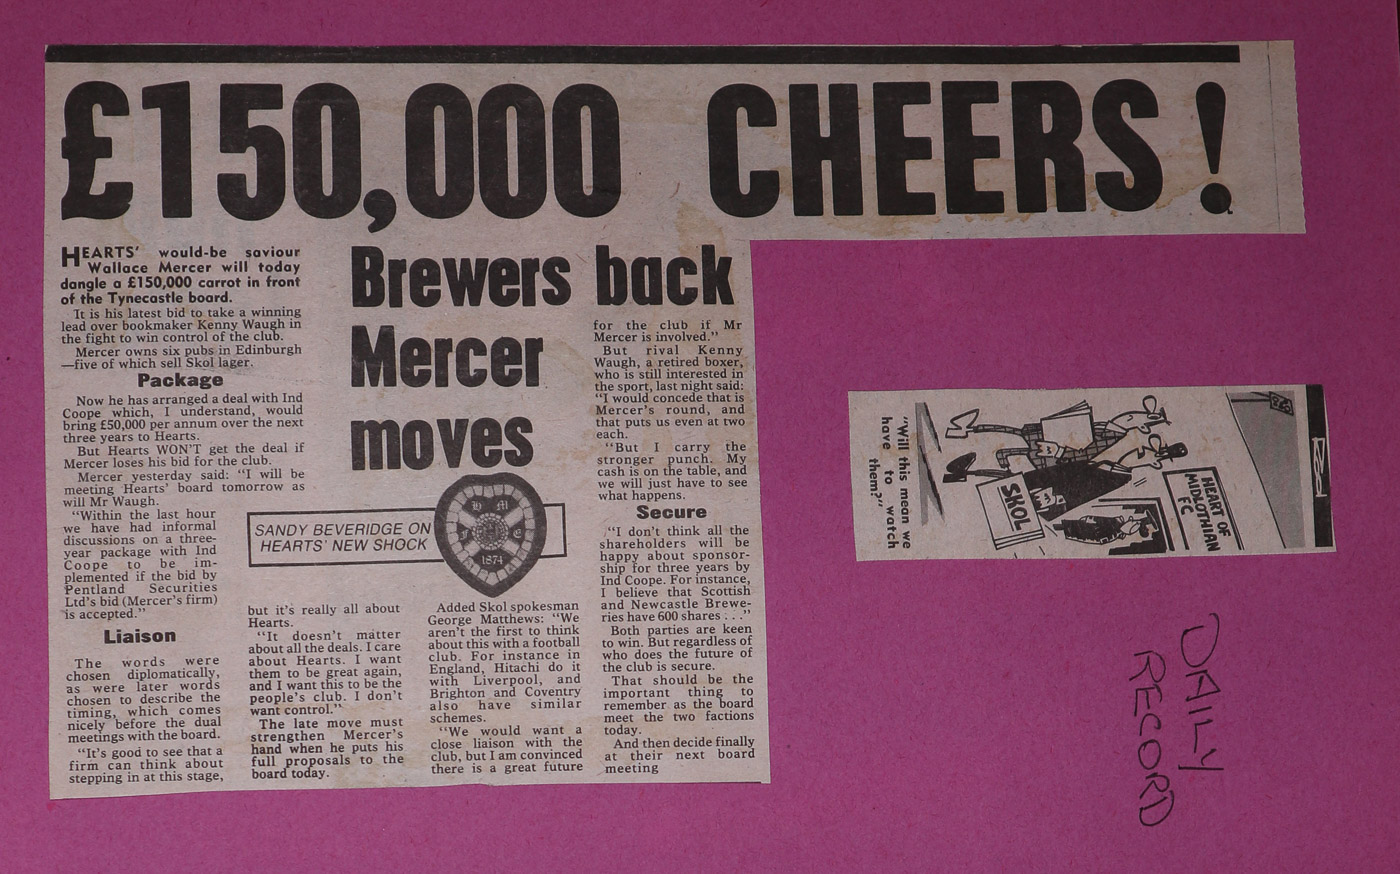 £150,000 CHEERS!
HEARTS' would-be saviour
Wallace Mercer will today
dangle a £150,000 carrot in front
of the Tynecastle board.
It is his latest bid to take a winning
lead over bookmaker Kenny Waugh in
the fight to win control of the club.
Mercer owns six pubs in Edinburgh
—five of which sell Skol lager.
Package
Now he has arranged a deal with Ind
Coope which, I understand, would
bring £50,000 per annum over the next
three years to Hearts.
But Hearts WON'T get the deal if
Mercer loses his bid for the club.
Mercer yesterday said: "I will be
meeting Hearts' board tomorrow as
will Mr Waugh.
"Within the last hour
we have had informal
discussions on a three-
year package with Ind
Coope to be im-
plemented if the bid by
Pentland Securities
Ltd's bid (Mercer's firm)
is accepted."
Liaison
The words were
chosen diplomatically,
as were later words
chosen to describe the
timing, which comes
nicely before the dual
meetings with the board.
"It's good to see that a
firm can think about
stepping in at this stage,
Brewers back
Mercer
moves
SANDY BEVERIDGE ON
HEARTS' NEW SHOCK
H M
F C
1874
but it's really all about
Hearts.
"It doesn't matter
about all the deals. I care
about Hearts. I want
them to be great again,
and I want this to be the
people's club. I don't
want control."
The late move must
strengthen Mercer's
hand when he puts his
full proposals to the
board today.
Added Skol spokesman
George Matthews: "We
aren't the first to think
about this with a football
club. For instance in
England, Hitachi do it
with Liverpool, and
Brighton and Coventry
also have similar
schemes.
"We would want a
close liaison with the
club, but I am convinced
there is a great future
for the club if Mr
Mercer is involved."
But rival Kenny
Waugh, a retired boxer,
who is still interested in
the sport, last night said:
"I would concede that is
Mercer's round, and
that puts us even at two
each.
"But I carry the
stronger punch. My
cash is on the table, and
we will just have to see
what happens.
Secure
"I don't think all the
shareholders will be
happy about sponsor-
ship for three years by
Ind Coope. For instance,
I believe that Scottish
and Newcastle Brewe-
ries have 600 shares . . ."
Both parties are keen
to win. But regardless of
who does the future of
the club is secure.
That should be the
important thing to
remember as the board
meet the two factions
today.
And then decide finally
at their next board
meeting
HEART OF
MIDLOTHIAN
FC
SKOL
"Will this mean we
have to watch
them?"
DAILY
RECORD